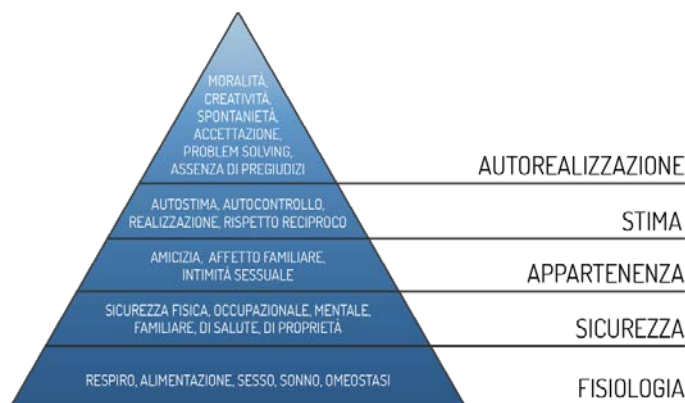 MORALITÀ,
CREATIVITÀ,
SPONTANIETÀ,
ACCETTAZIONE,
PROBLEM SOLVING,
ASSENZA DI PREGIUDIZI
AUTOREALIZZAZIONE
AUTOSTIMA, AUTOCONTROLLO,
REALIZZAZIONE, RISPETTO RECIPROCO
STIMA
AMICIZIA, AFFETTO FAMILIARE,
INTIMITÀ SESSUALE
APPARTENENZA
SICUREZZA FISICA, OCCUPAZIONALE, MENTALE,
FAMILIARE, DI SALUTE, DI PROPRIETÀ
SICUREZZA
RESPIRO, ALIMENTAZIONE, SESSO, SONNO, OMEOSTASI
FISIOLOGIA